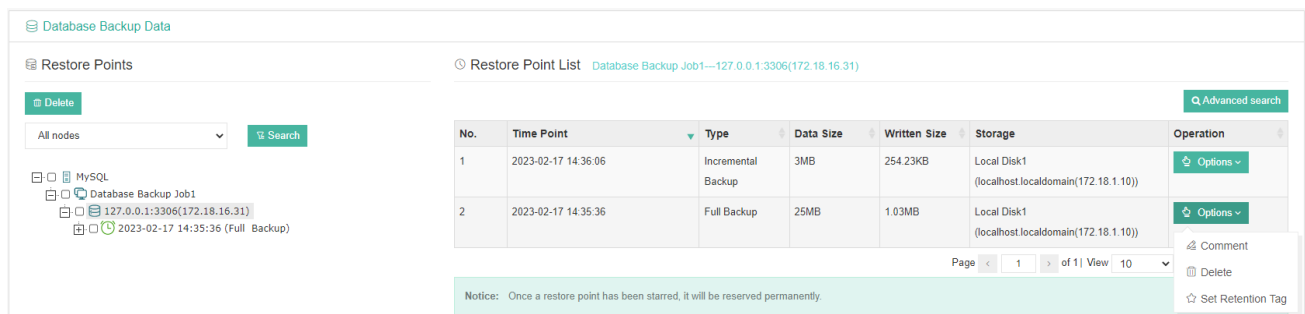 Database Backup Data
Restore Points
Delete
All nodes
Search
MySQL
Database Backup Job1
127.0.0.1:3306(172.18.16.31)
2023-02-17 14:35:36 (Full Backup)
Restore Point List Database Backup Job1---127.0.0.1:3306(172.18.16.31)
Advanced search
No. Time Point Type Data Size Written Size Storage Operation
1 2023-02-17 14:36:06 Incremental 3MB 254.23KB Local Disk1 Options
Backup (localhost.localdomain(172.18.1.10))
2 2023-02-17 14:35:36 Full Backup 25MB 1.03MB Local Disk1 Options
(localhost.localdomain(172.18.1.10))
Page < 1 > of 1| View 10
Comment
Delete
Set Retention Tag
Notice: Once a restore point has been starred, it will be reserved permanently.